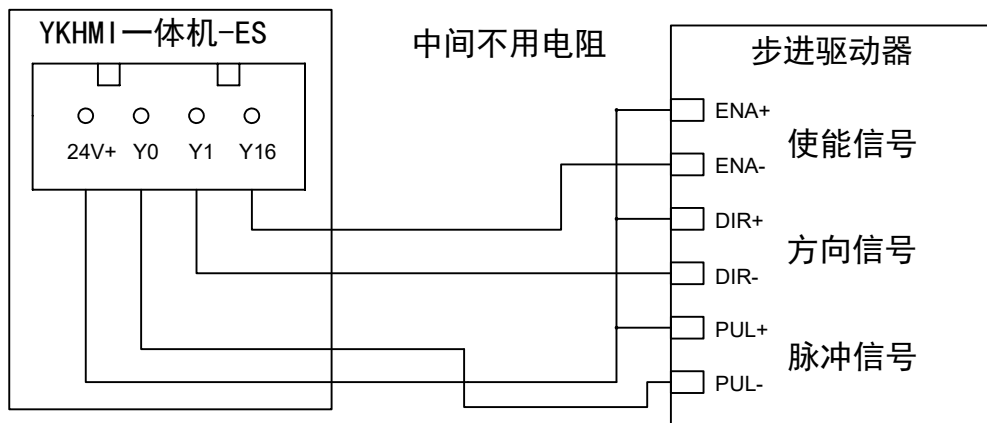 YKHMI一体机-ES
24V+ Y0 Y1 Y16
中间不用电阻
步进驱动器
ENA+
使能信号
ENA-
DIR+
方向信号
DIR-
PUL+
脉冲信号
PUL-